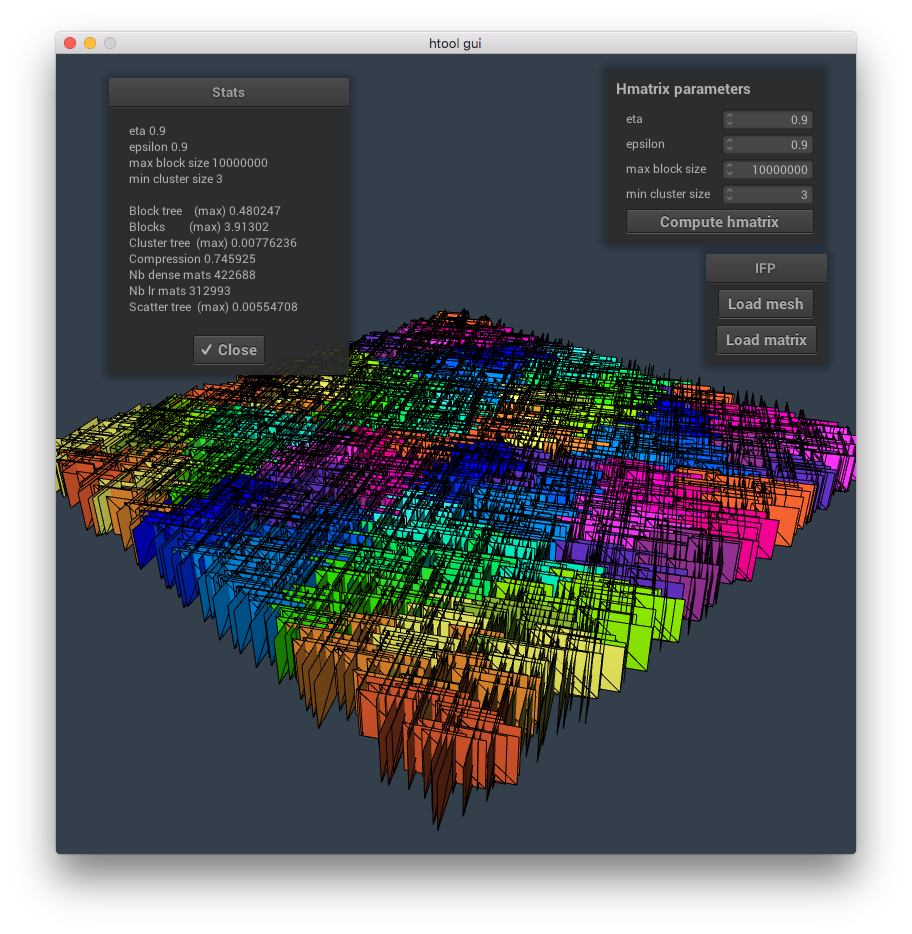 htool gui
Stats
eta 0.9
epsilon 0.9
max block size 10000000
min cluster size 3
Block tree (max) 0.480247
Blocks (max) 3.91302
Cluster tree (max) 0.00776236
Compression 0.745925
Nb dense mats 422688
Nb lr mats 312993
Scatter tree (max) 0.00554708
✓ Close
Hmatrix parameters
eta 0.9
epsilon 0.9
max block size 10000000
min cluster size 3
Compute hmatrix
IFP
Load mesh
Load matrix